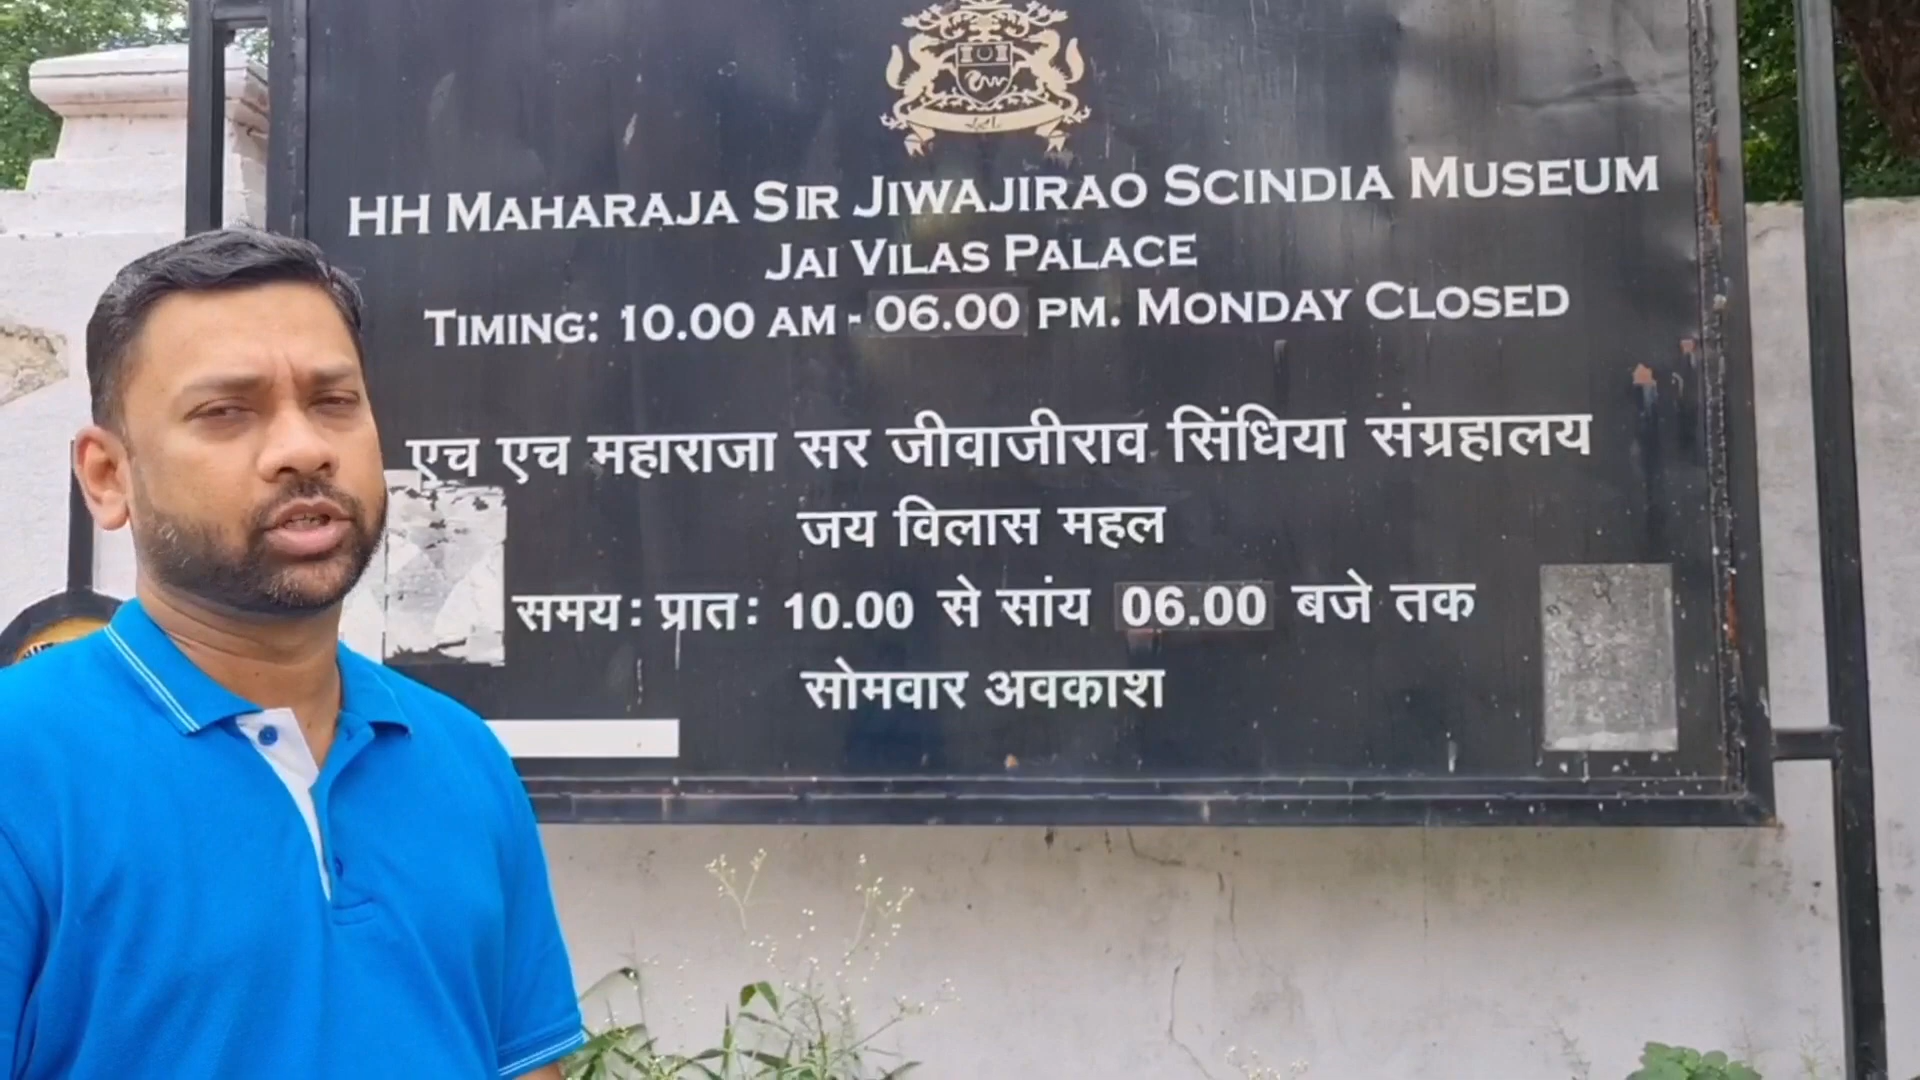 HH MAHARAJA SIR JIWAJIRAO SCINDIA MUSEUM
JAI VILAS PALACE
TIMING: 10.00 AM - 06.00 PM. MONDAY CLOSED
एच एच महाराजा सर जीवाजीराव सिंधिया संग्रहालय
जय विलास महल
समय: प्रात: 10.00 से सांय 06.00 बजे तक
सोमवार अवकाश